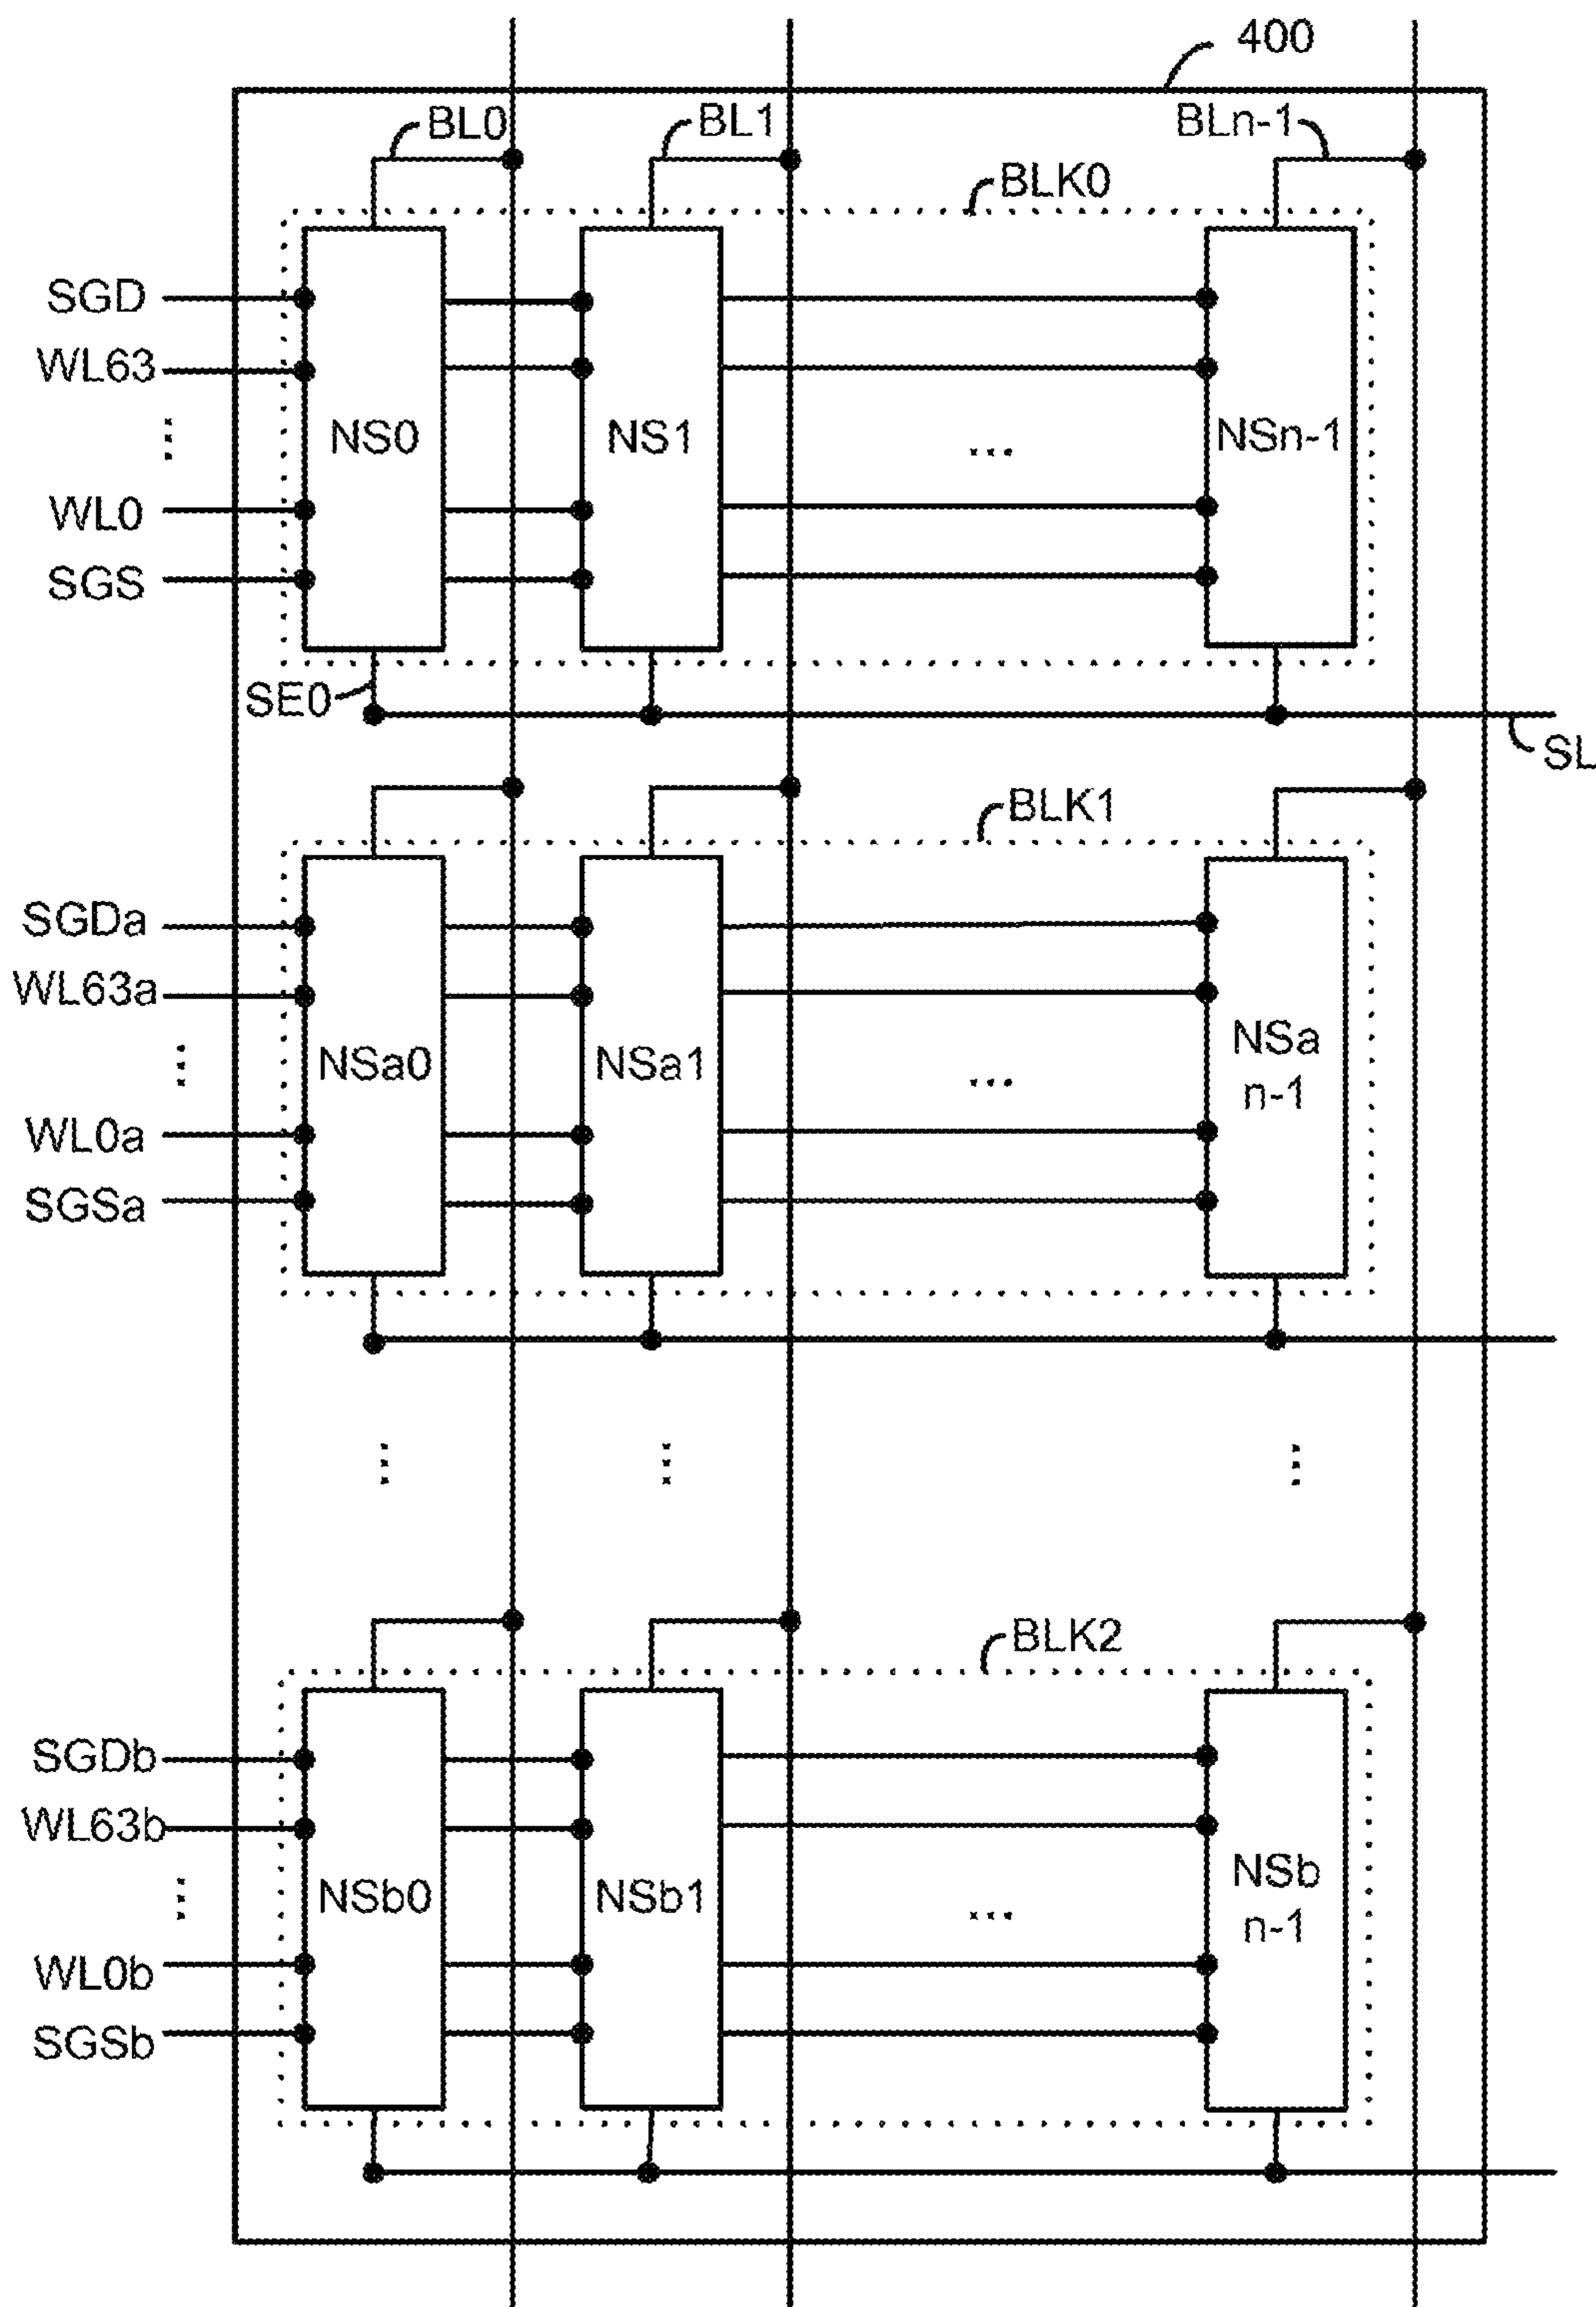 400
BL0
BL1
BLn-1
BLK0
SGD
WL63
...
WL0
SGS
NS0
NS1
...
NSn-1
SE0
SL
BLK1
SGDa
WL63a
...
WL0a
SGSa
NSa0
NSa1
...
NSa
n-1
...
...
...
BLK2
SGDb
WL63b
...
WL0b
SGSb
NSb0
NSb1
...
NSb
n-1